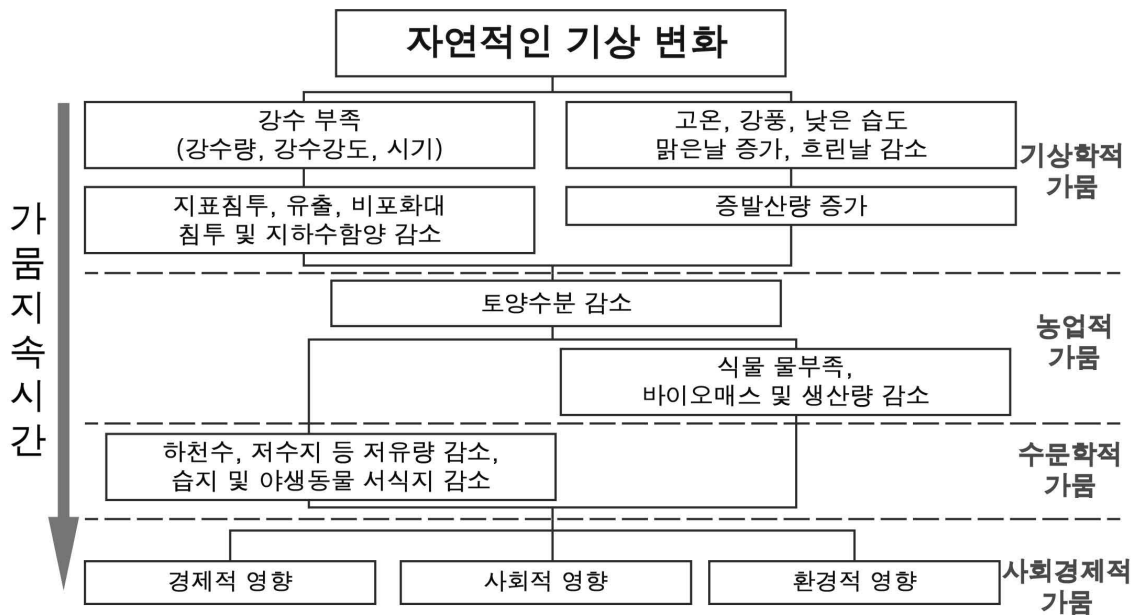 자연적인 기상 변화
강수 부족
(강수량, 강수강도, 시기)
고온, 강풍, 낮은 습도
맑은날 증가, 흐린날 감소
기상학적
가뭄
지표침투, 유출, 비포화대
침투 및 지하수함양 감소
증발산량 증가
가뭄지속시간
토양수분 감소
농업적
가뭄
식물 물부족,
바이오매스 및 생산량 감소
하천수, 저수지 등 저유량 감소,
습지 및 야생동물 서식지 감소
수문학적
가뭄
경제적 영향
사회적 영향
환경적 영향
사회경제적
가뭄